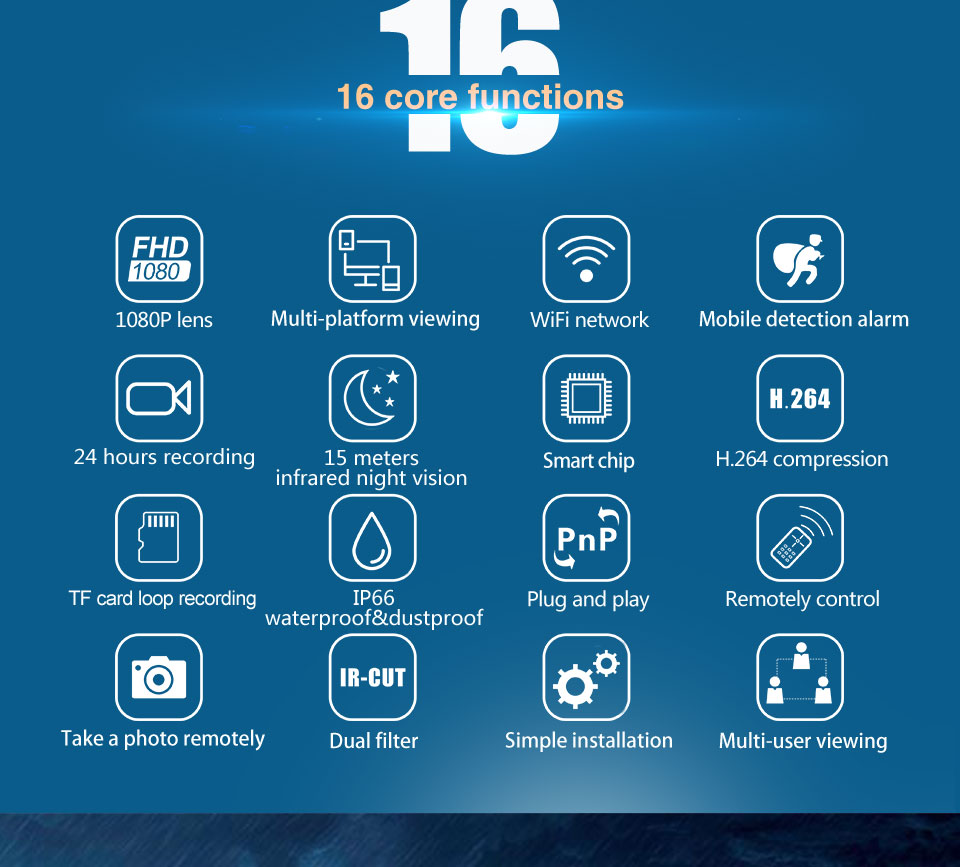 16
16 core functions
FHD
1080
1080P lens
Multi-platform viewing
WiFi network
Mobile detection alarm
24 hours recording
15 meters
infrared night vision
Smart chip
H.264
H.264 compression
TF card loop recording
IP66
waterproof&dustproof
PnP
Plug and play
Remotely control
Take a photo remotely
IR-CUT
Dual filter
Simple installation
Multi-user viewing